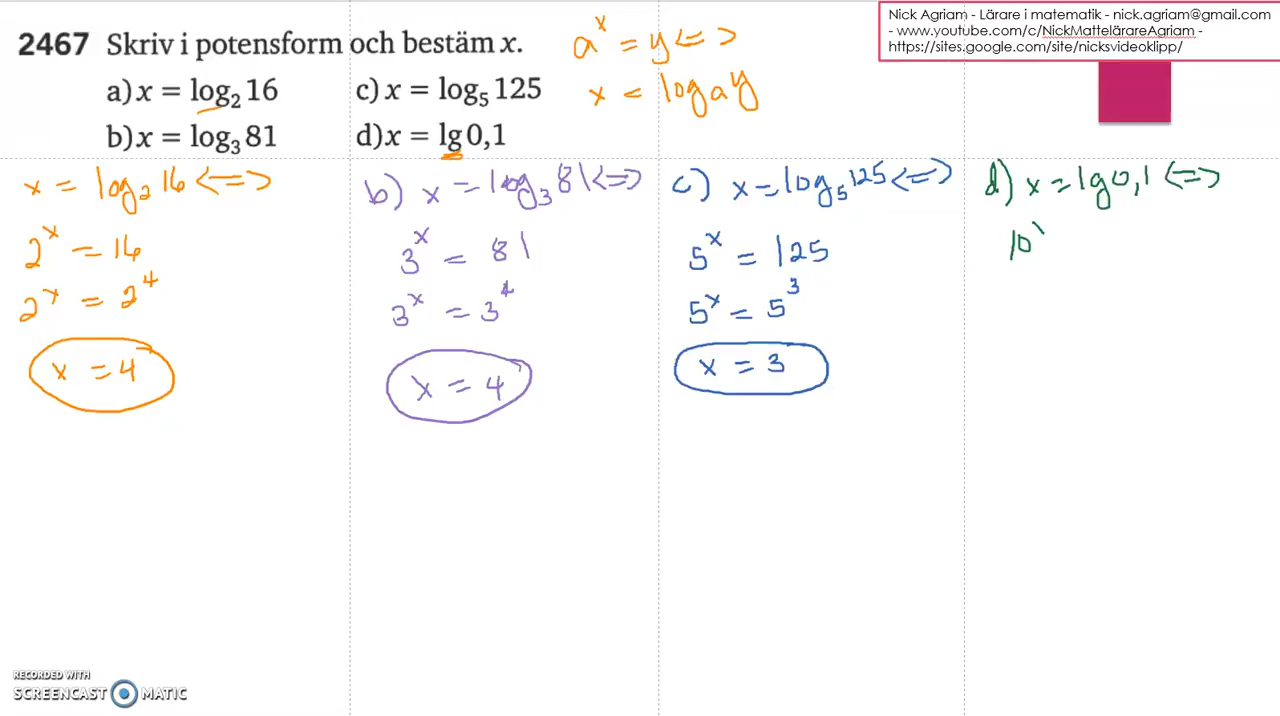 2467 Skriv i potensform och bestäm x.
a) x = log₂ 16
c) x = log₅ 125
b) x = log₃ 81
d) x = lg 0,1
aˣ = y <=>
x = logₐ y
Nick Agriam - Lärare i matematik - nick.agriam@gmail.com
- www.youtube.com/c/NickMattelärareAgriam -
https://sites.google.com/site/nicksvideoklipp/
x = log₂ 16 <=>
2ˣ = 16
2ˣ = 2⁴
x = 4
b) x = log₃ 81 <=>
3ˣ = 81
3ˣ = 3⁴
x = 4
c) x = log₅ 125 <=>
5ˣ = 125
5ˣ = 5³
x = 3
d) x = lg 0,1 <=>
10
RECORDED WITH
SCREENCAST MATIC